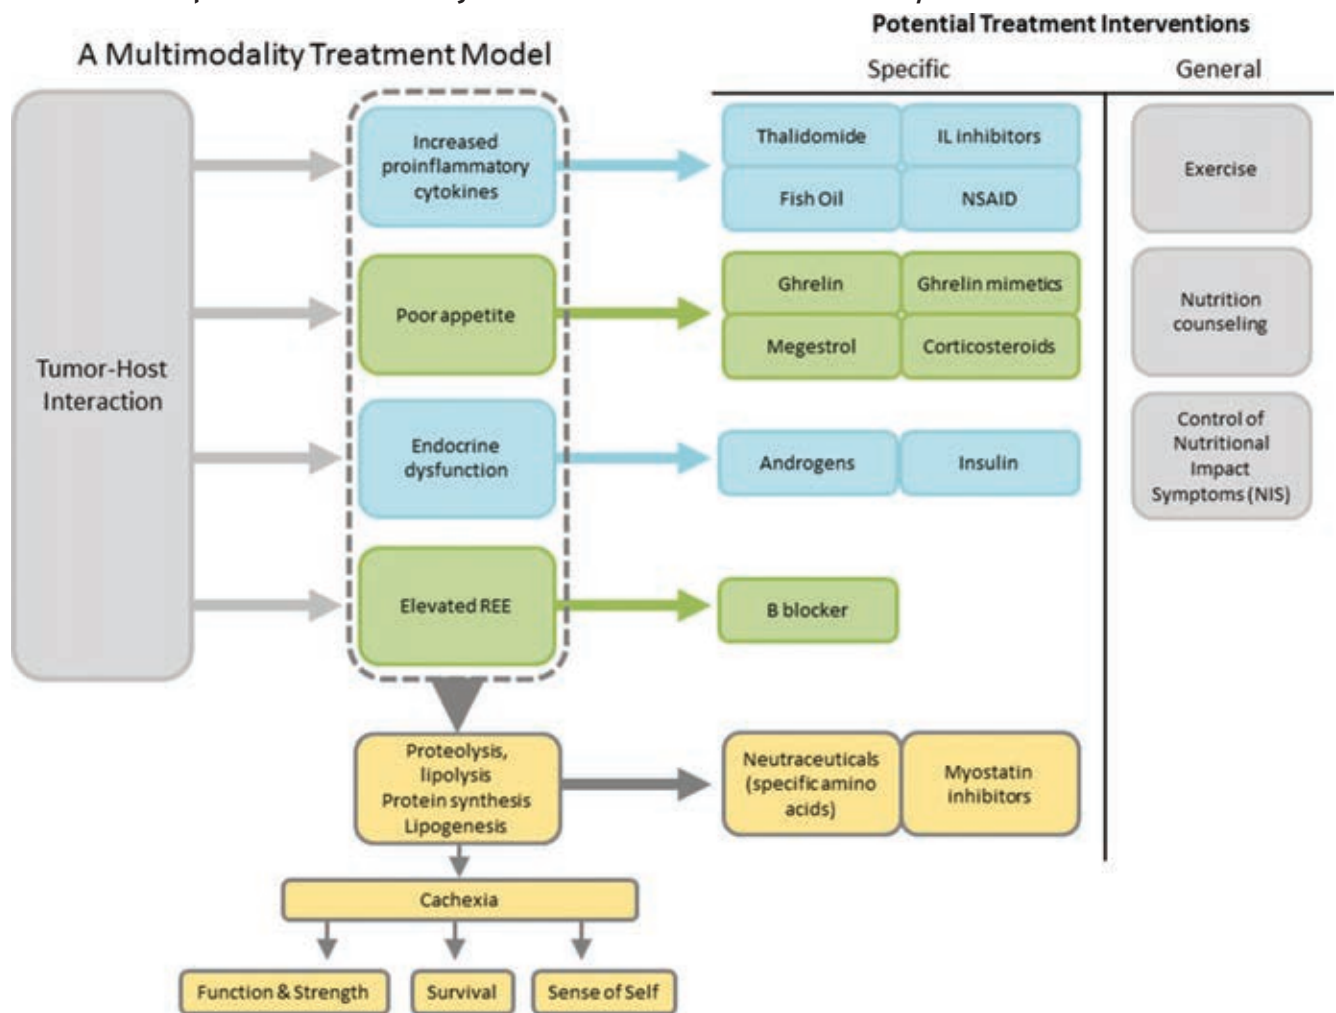 Potential Treatment Interventions
A Multimodality Treatment Model
Specific
General
Tumor-Host
Interaction
Increased
proinflammatory
cytokines
Thalidomide
IL inhibitors
Fish Oil
NSAID
Exercise
Poor appetite
Ghrelin
Ghrelin mimetics
Megestrol
Corticosteroids
Nutrition
counseling
Endocrine
dysfunction
Androgens
Insulin
Control of
Nutritional
Impact
Symptoms (NIS)
Elevated REE
B blocker
Proteolysis,
lipolysis
Protein synthesis
Lipogenesis
Neutraceuticals
(specific amino
acids)
Myostatin
inhibitors
Cachexia
Function & Strength
Survival
Sense of Self